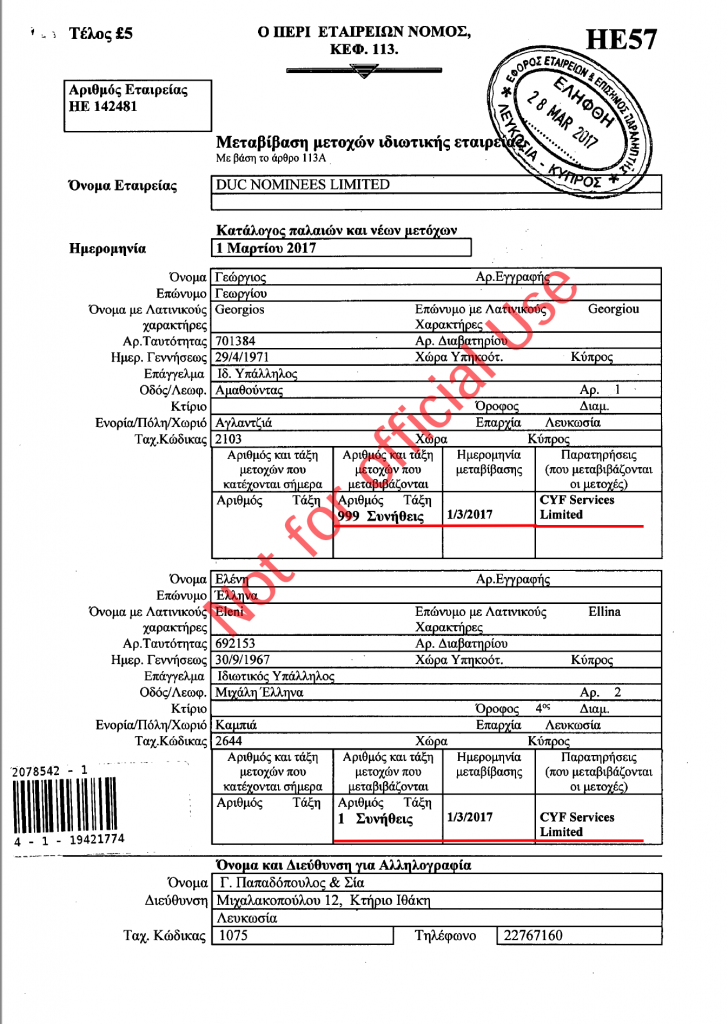 Τέλος £5
Ο ΠΕΡΙ ΕΤΑΙΡΕΙΩΝ ΝΟΜΟΣ,
ΚΕΦ. 113.
HE57
Αριθμός Εταιρείας
ΗΕ 142481
ΕΦΟΡΟΣ ΕΤΑΙΡΕΙΩΝ & ΕΠΙΣΗΜΟΣ ΠΑΡΑΛΗΠΤΗΣ
ΕΛΗΦΘΗ
28 MAR 2017
ΛΕΥΚΩΣΙΑ - ΚΥΠΡΟΣ
Μεταβίβαση μετοχών ιδιωτικής εταιρείας
Με βάση το άρθρο 113Α
Όνομα Εταιρείας DUC NOMINEES LIMITED
Κατάλογος παλαιών και νέων μετόχων
Ημερομηνία 1 Μαρτίου 2017
Όνομα Γεώργιος Αρ.Εγγραφής
Επώνυμο Γεωργίου
Όνομα με Λατινικούς Georgios Επώνυμο με Λατινικούς Georgiou
χαρακτήρες Χαρακτήρες
Αρ.Ταυτότητας 701384 Αρ. Διαβατηρίου
Ημερ. Γεννήσεως 29/4/1971 Χώρα Υπηκοότ. Κύπρος
Επάγγελμα Ιδ. Υπάλληλος
Οδός/Λεωφ. Αμαθούντας Αρ. 1
Κτίριο Όροφος Διαμ.
Ενορία/Πόλη/Χωριό Αγλαντζιά Επαρχία Λευκωσία
Ταχ.Κώδικας 2103 Χώρα Κύπρος
Αριθμός και τάξη Αριθμός και τάξη Ημερομηνία Παρατηρήσεις
μετοχών που μετοχών που μεταβίβασης (που μεταβιβάζονται
κατέχονται σήμερα μεταβιβάζονται οι μετοχές)
Αριθμός Τάξη Αριθμός Τάξη CYF Services
999 Συνήθεις 1/3/2017 Limited
Not for official Use
Όνομα Ελένη Αρ.Εγγραφής
Επώνυμο Έλληνα
Όνομα με Λατινικούς Eleni Επώνυμο με Λατινικούς Ellina
χαρακτήρες Χαρακτήρες
Αρ.Ταυτότητας 692153 Αρ. Διαβατηρίου
Ημερ. Γεννήσεως 30/9/1967 Χώρα Υπηκοότ. Κύπρος
Επάγγελμα Ιδιωτικός Υπάλληλος
Οδός/Λεωφ. Μιχάλη Έλληνα Αρ. 2
Κτίριο Όροφος 4ος Διαμ.
Ενορία/Πόλη/Χωριό Καμπιά Επαρχία Λευκωσία
Ταχ.Κώδικας 2644 Χώρα Κύπρος
Αριθμός και τάξη Αριθμός και τάξη Ημερομηνία Παρατηρήσεις
μετοχών που μετοχών που μεταβίβασης (που μεταβιβάζονται
κατέχονται σήμερα μεταβιβάζονται οι μετοχές)
Αριθμός Τάξη Αριθμός Τάξη
1 Συνήθεις 1/3/2017 CYF Services
Limited
2078542 - 1
4 - 1 - 19421774
Όνομα και Διεύθυνση για Αλληλογραφία
Όνομα Γ. Παπαδόπουλος & Σία
Διεύθυνση Μιχαλακοπούλου 12, Κτήριο Ιθάκη
Λευκωσία
Ταχ. Κώδικας 1075 Τηλέφωνο 22767160